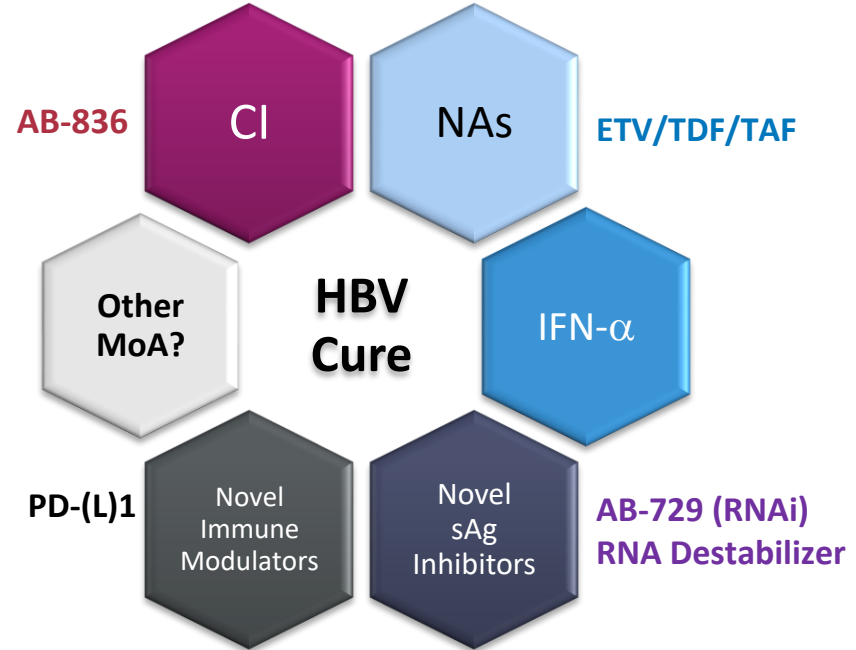 AB-836
CI
NAs
ETV/TDF/TAF
Other
MoA?
HBV
Cure
IFN-α
PD-(L)1
Novel
Immune
Modulators
Novel
sAg
Inhibitors
AB-729 (RNAi)
RNA Destabilizer